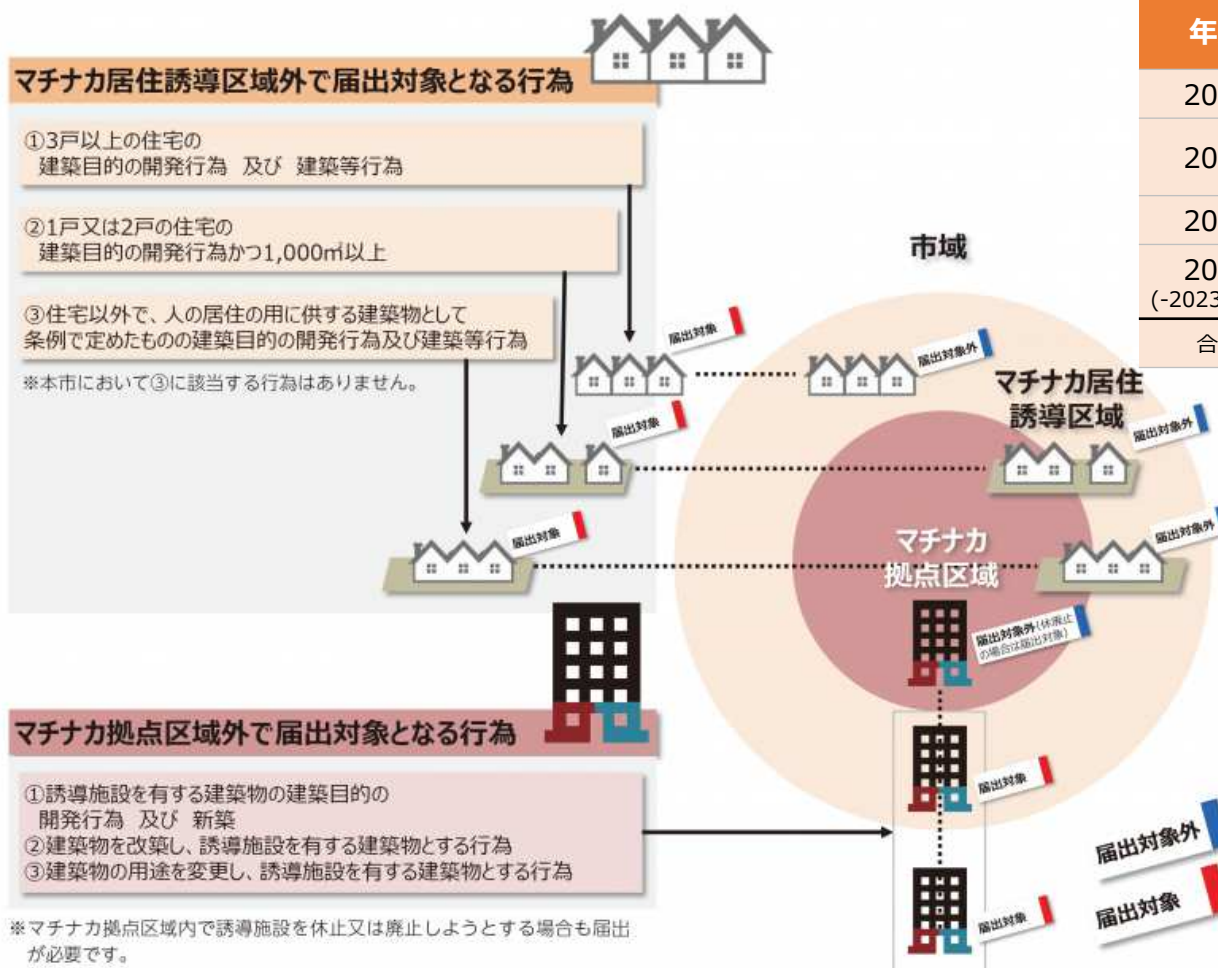 マチナカ居住誘導区域外で届出対象となる行為
①3戸以上の住宅の
建築目的の開発行為 及び 建築等行為
②1戸又は2戸の住宅の
建築目的の開発行為かつ1,000㎡以上
③住宅以外で、人の居住の用に供する建築物として
条例で定めたものの建築目的の開発行為及び建築等行為
※本市において③に該当する行為はありません。
市域
届出対象
届出対象外
マチナカ居住
誘導区域
届出対象
届出対象外
届出対象
届出対象外
マチナカ
拠点区域
届出対象外(休廃止
の場合は届出対象)
マチナカ拠点区域外で届出対象となる行為
①誘導施設を有する建築物の建築目的の
開発行為 及び 新築
②建築物を改築し、誘導施設を有する建築物とする行為
③建築物の用途を変更し、誘導施設を有する建築物とする行為
※マチナカ拠点区域内で誘導施設を休止又は廃止しようとする場合も届出
が必要です。
届出対象
届出対象
届出対象外
届出対象
年
20
20
20
20
(-2023
合